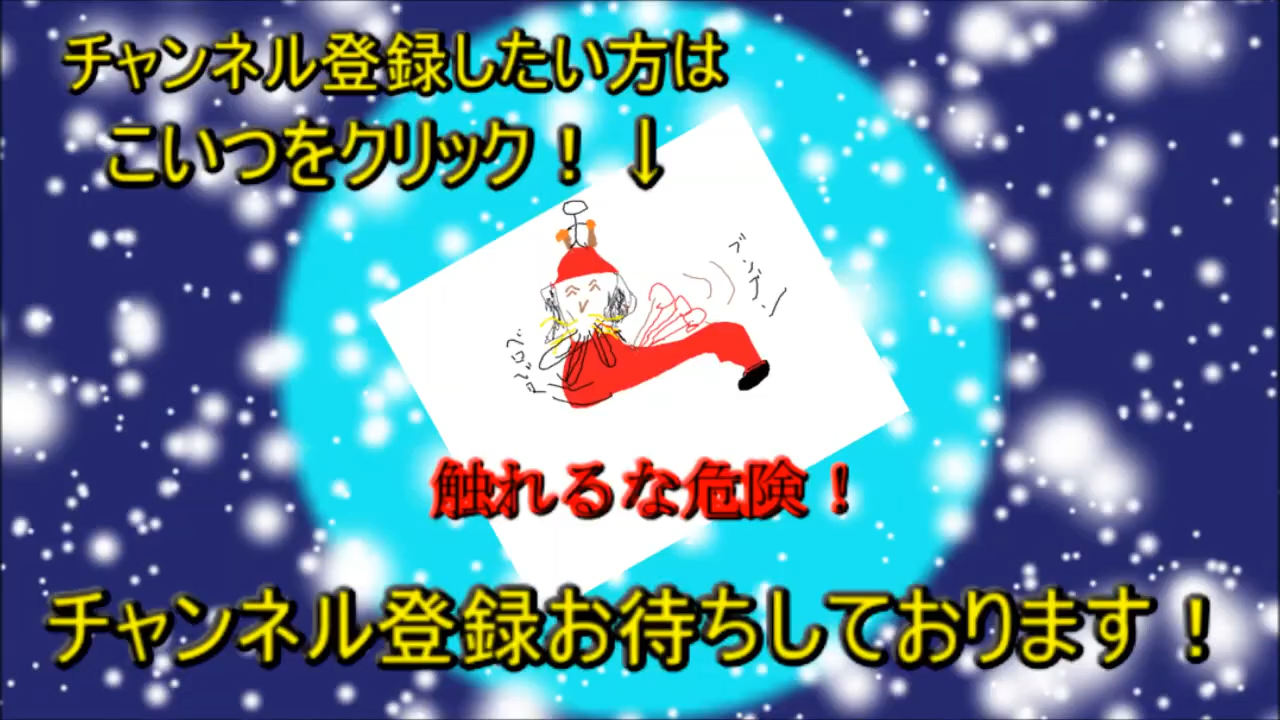 チャンネル登録したい方は
こいつをクリック！ ↓
触れるな危険！
チャンネル登録お待ちしております！